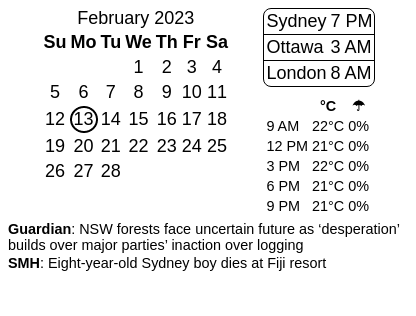 February 2023
Su Mo Tu We Th Fr Sa
1 2 3 4
5 6 7 8 9 10 11
12 13 14 15 16 17 18
19 20 21 22 23 24 25
26 27 28
Sydney 7 PM
Ottawa 3 AM
London 8 AM
°C ☂
9 AM 22°C 0%
12 PM 21°C 0%
3 PM 22°C 0%
6 PM 21°C 0%
9 PM 21°C 0%
Guardian: NSW forests face uncertain future as ‘desperation’
builds over major parties’ inaction over logging
SMH: Eight-year-old Sydney boy dies at Fiji resort